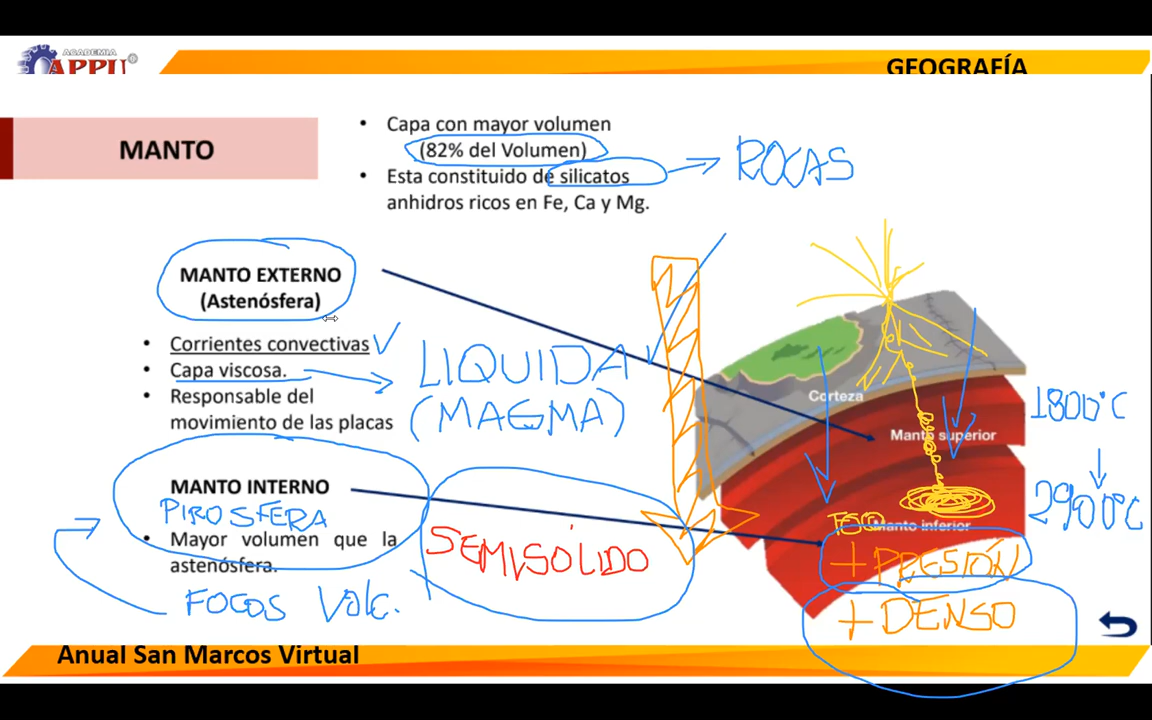 ACADEMIA
APPU
GEOGRAFÍA
MANTO
• Capa con mayor volumen
(82% del Volumen)
• Esta constituido de silicatos
anhidros ricos en Fe, Ca y Mg.
→ ROCAS
MANTO EXTERNO
(Astenósfera)
• Corrientes convectivas
• Capa viscosa.
• Responsable del
movimiento de las placas
LIQUIDA
(MAGMA)
MANTO INTERNO
PIROSFERA
• Mayor volumen que la
astenósfera.
FOCOS Volc.
SEMISÓLIDO
Corteza
Manto superior
Manto inferior
1800°C
2900°C
+ PRESIÓN
+ DENSO
Anual San Marcos Virtual